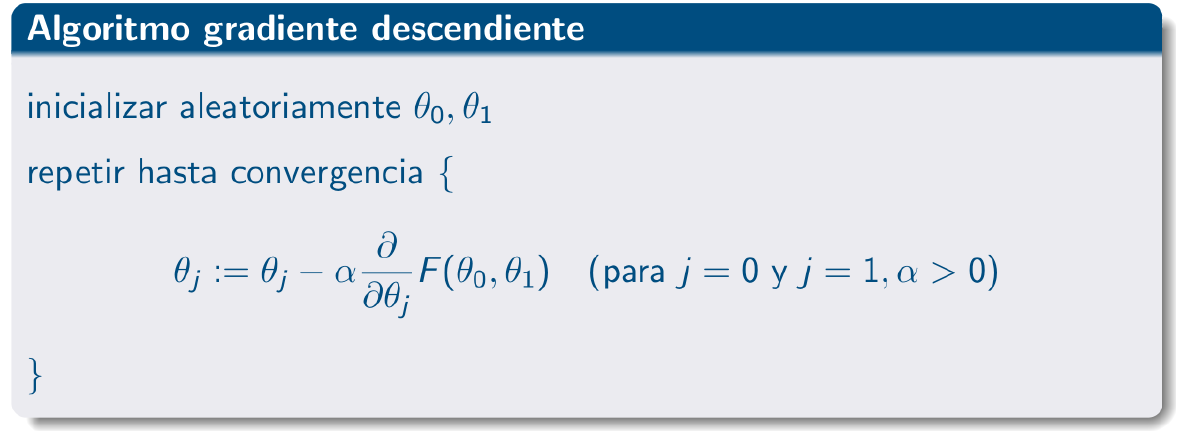 Algoritmo gradiente descendiente
inicializar aleatoriamente θ₀, θ₁
repetir hasta convergencia {
θⱼ := θⱼ − α ∂/∂θⱼ F(θ₀, θ₁) (para j = 0 y j = 1, α > 0)
}